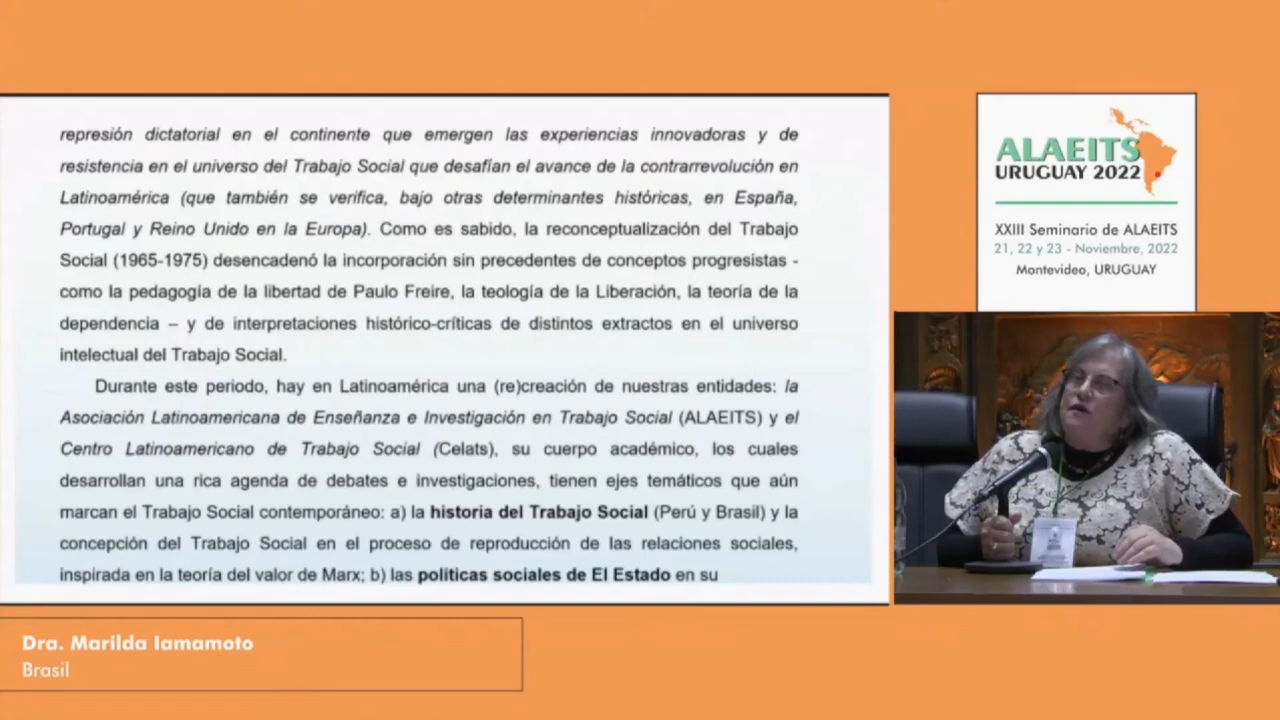 represión dictatorial en el continente que emergen las experiencias innovadoras y de
resistencia en el universo del Trabajo Social que desafían el avance de la contrarrevolución en
Latinoamérica (que también se verifica, bajo otras determinantes históricas, en España,
Portugal y Reino Unido en la Europa). Como es sabido, la reconceptualización del Trabajo
Social (1965-1975) desencadenó la incorporación sin precedentes de conceptos progresistas -
como la pedagogía de la libertad de Paulo Freire, la teología de la Liberación, la teoría de la
dependencia – y de interpretaciones histórico-críticas de distintos extractos en el universo
intelectual del Trabajo Social.
Durante este periodo, hay en Latinoamérica una (re)creación de nuestras entidades: la
Asociación Latinoamericana de Enseñanza e Investigación en Trabajo Social (ALAEITS) y el
Centro Latinoamericano de Trabajo Social (Celats), su cuerpo académico, los cuales
desarrollan una rica agenda de debates e investigaciones, tienen ejes temáticos que aún
marcan el Trabajo Social contemporáneo: a) la historia del Trabajo Social (Perú y Brasil) y la
concepción del Trabajo Social en el proceso de reproducción de las relaciones sociales,
inspirada en la teoría del valor de Marx; b) las políticas sociales de El Estado en su
ALAEITS
URUGUAY 2022
XXIII Seminario de ALAEITS
21, 22 y 23 - Noviembre, 2022
Montevideo, URUGUAY
Dra. Marilda Iamamoto
Brasil